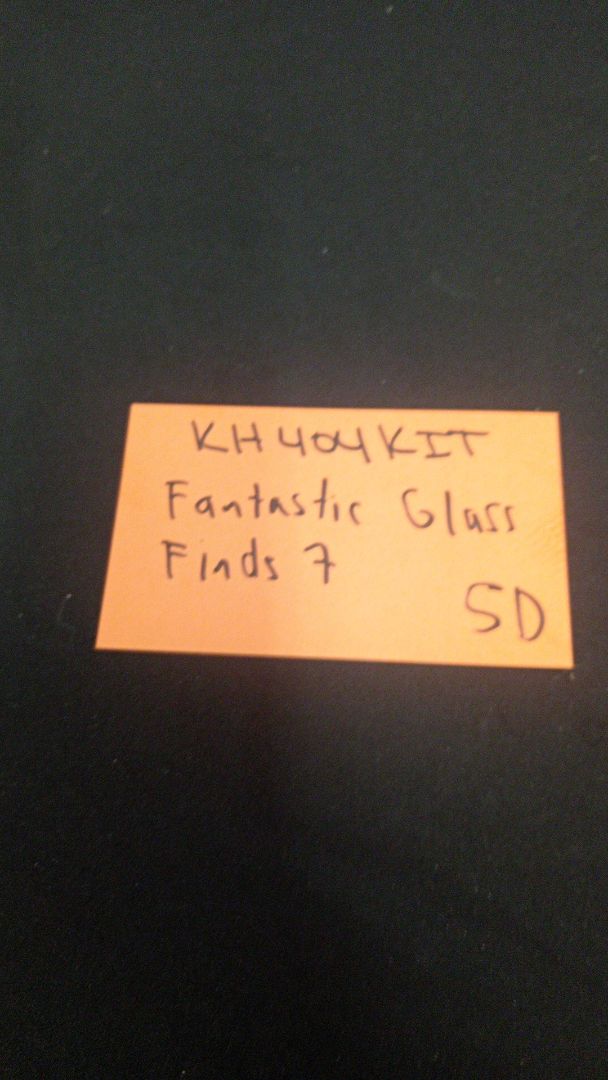 KH404KIT
Fantastic Glass
Finds 7
SD